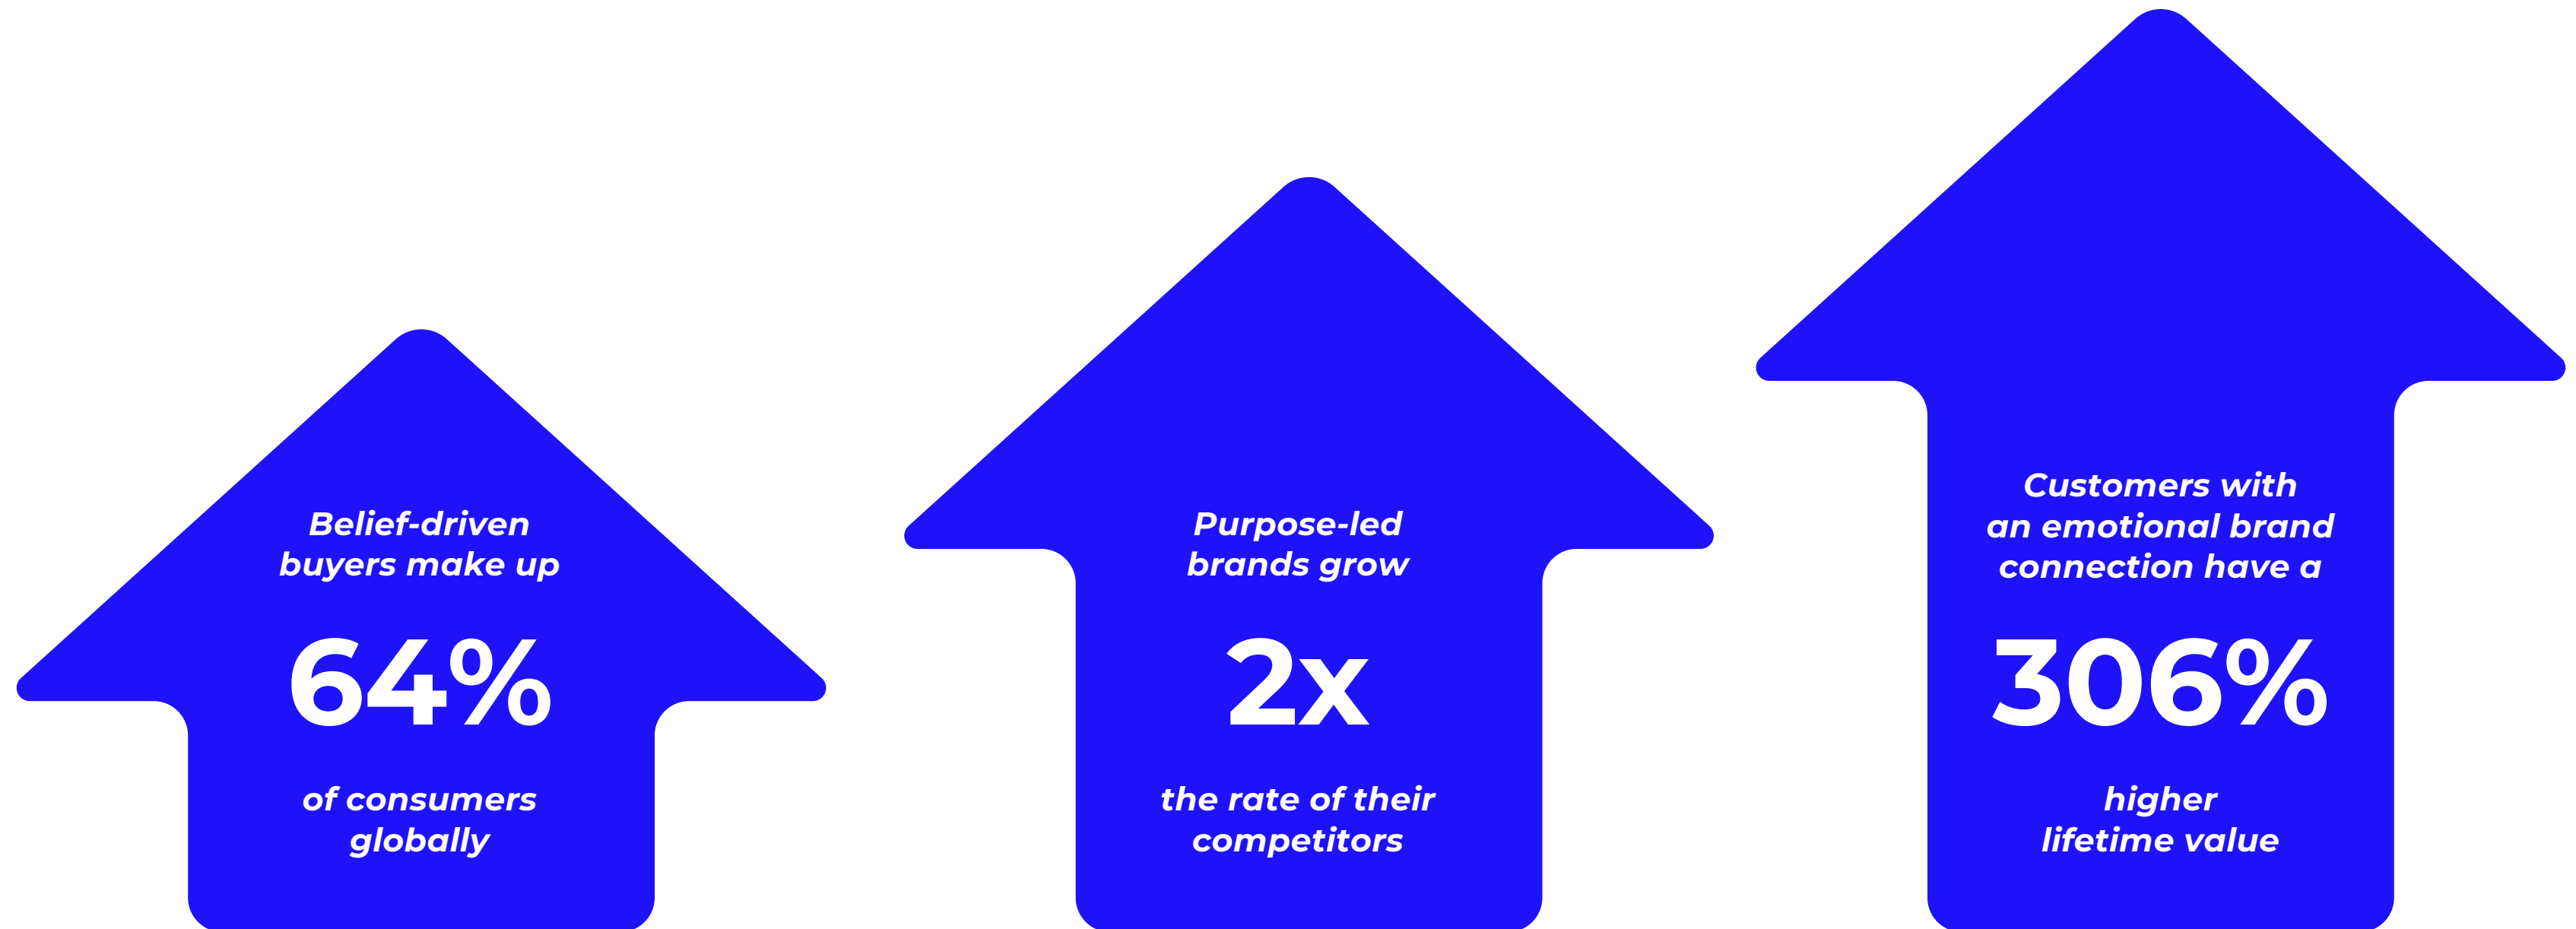 Belief-driven
buyers make up
64%
of consumers
globally
Purpose-led
brands grow
2x
the rate of their
competitors
Customers with
an emotional brand
connection have a
306%
higher
lifetime value